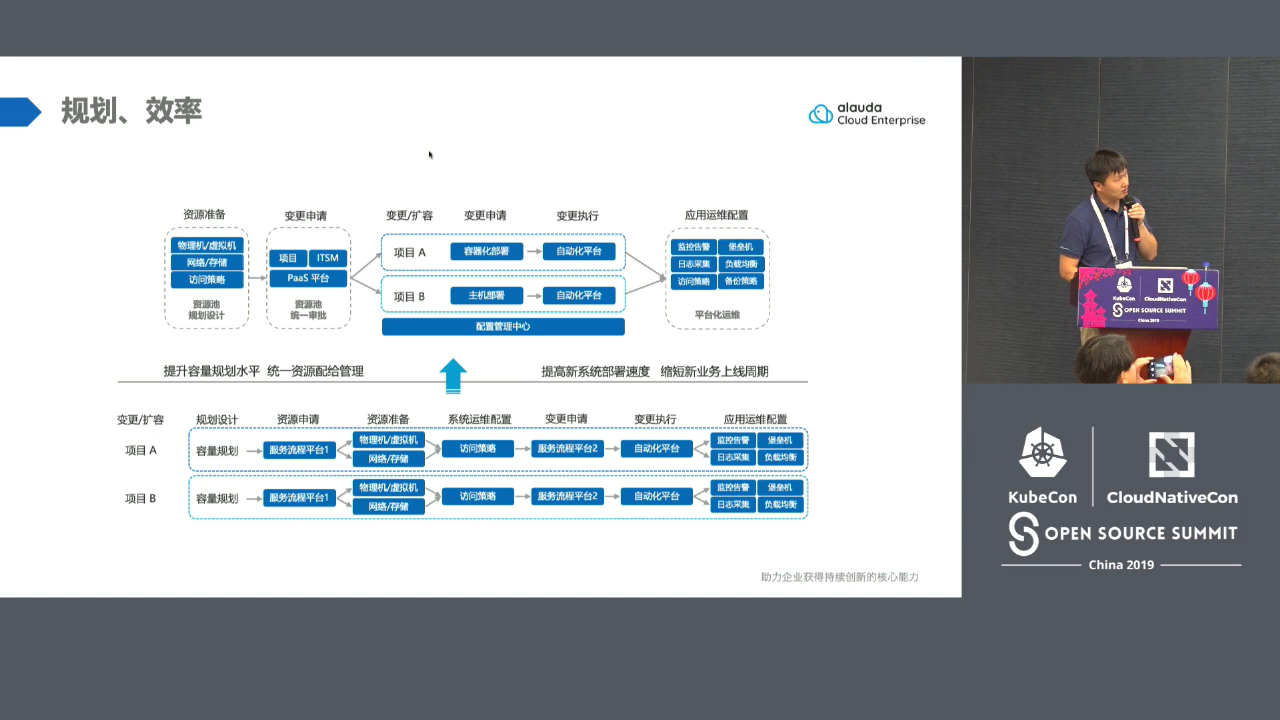 规划、效率
alauda
Cloud Enterprise
资源准备
变更申请
变更/扩容
变更申请
变更执行
应用运维配置
物理机/虚拟机
网络/存储
访问策略
资源池
规划设计
项目
ITSM
PaaS 平台
资源池
统一审批
项目 A
容器化部署
自动化平台
项目 B
主机部署
自动化平台
配置管理中心
监控告警
堡垒机
日志采集
负载均衡
访问策略
备份策略
平台化运维
提升容量规划水平 统一资源配给管理
提高新系统部署速度 缩短新业务上线周期
变更/扩容
规划设计
资源申请
资源准备
系统运维配置
变更申请
变更执行
应用运维配置
项目 A
容量规划
服务流程平台1
物理机/虚拟机
网络/存储
访问策略
服务流程平台2
自动化平台
监控告警
堡垒机
日志采集
负载均衡
项目 B
容量规划
服务流程平台1
物理机/虚拟机
网络/存储
访问策略
服务流程平台2
自动化平台
监控告警
堡垒机
日志采集
负载均衡
助力企业获得持续创新的核心能力
KubeCon
CloudNativeCon
OPEN SOURCE SUMMIT
China 2019
KubeCon
CloudNativeCon
OPEN SOURCE SUMMIT
China 2019